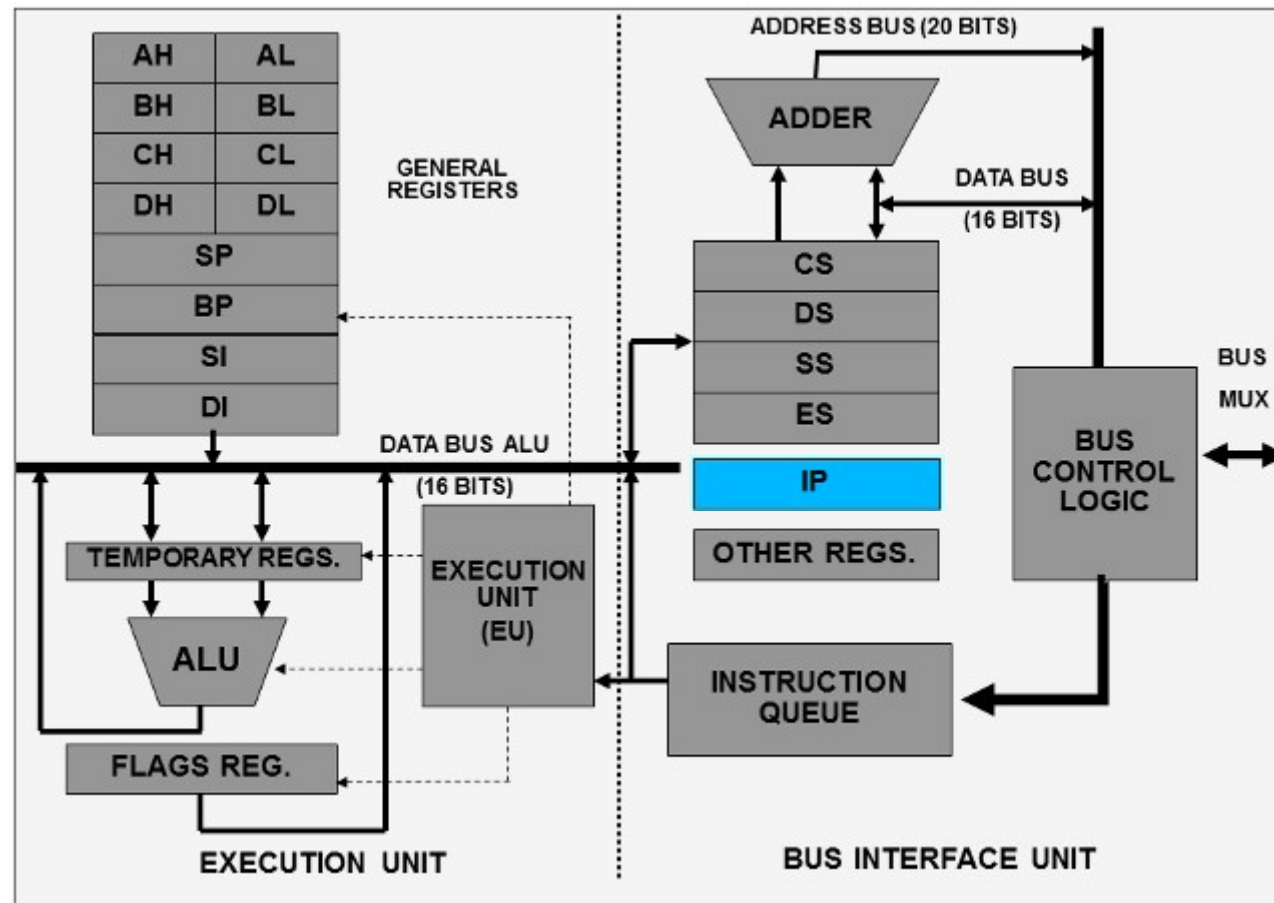 AH AL
BH BL
CH CL
DH DL
SP
BP
SI
DI
GENERAL
REGISTERS
DATA BUS ALU
(16 BITS)
TEMPORARY REGS.
ALU
FLAGS REG.
EXECUTION
UNIT
(EU)
EXECUTION UNIT
ADDRESS BUS (20 BITS)
ADDER
DATA BUS
(16 BITS)
CS
DS
SS
ES
IP
OTHER REGS.
INSTRUCTION
QUEUE
BUS
CONTROL
LOGIC
BUS
MUX
BUS INTERFACE UNIT